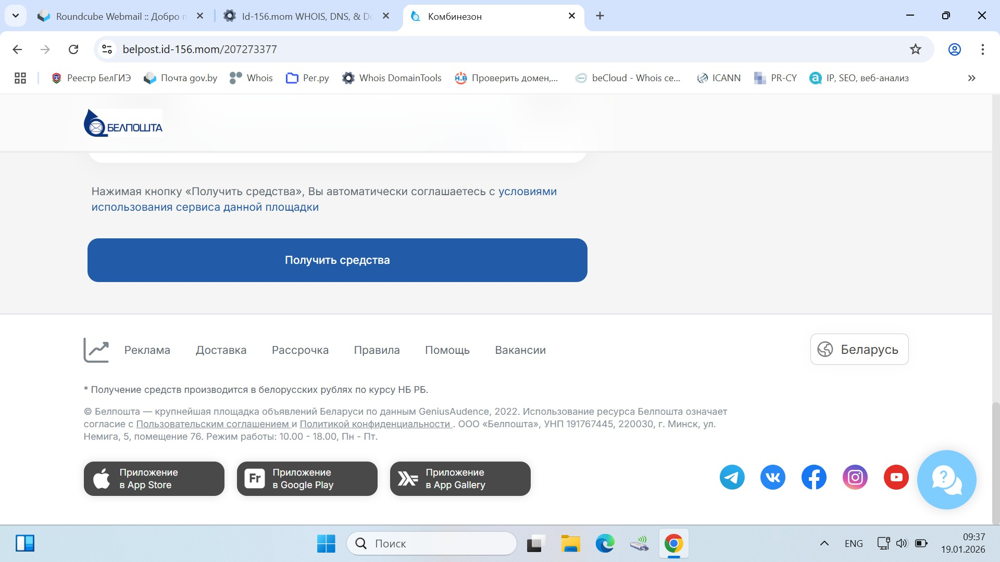 Roundcube Webmail :: Добро п
Id-156.mom WHOIS, DNS, & Do
Комбинезон
belpost.id-156.mom/207273377
Реестр БелГИЭ
Почта gov.by
Whois
Рег.ру
Whois DomainTools
Проверить домен,...
beCloud - Whois се...
ICANN
PR-CY
IP, SEO, веб-анализ
БЕЛПОШТА
Нажимая кнопку «Получить средства», Вы автоматически соглашаетесь с условиями
использования сервиса данной площадки
Получить средства
Реклама
Доставка
Рассрочка
Правила
Помощь
Вакансии
Беларусь
* Получение средств производится в белорусских рублях по курсу НБ РБ.
© Белпошта — крупнейшая площадка объявлений Беларуси по данным GeniusAudence, 2022. Использование ресурса Белпошта означает
согласие с Пользовательским соглашением и Политикой конфиденциальности . ООО «Белпошта», УНП 191767445, 220030, г. Минск, ул.
Немига, 5, помещение 76. Режим работы: 10.00 - 18.00, Пн - Пт.
Приложение
в App Store
Fr
Приложение
в Google Play
Приложение
в App Gallery
Поиск
ENG
09:37
19.01.2026